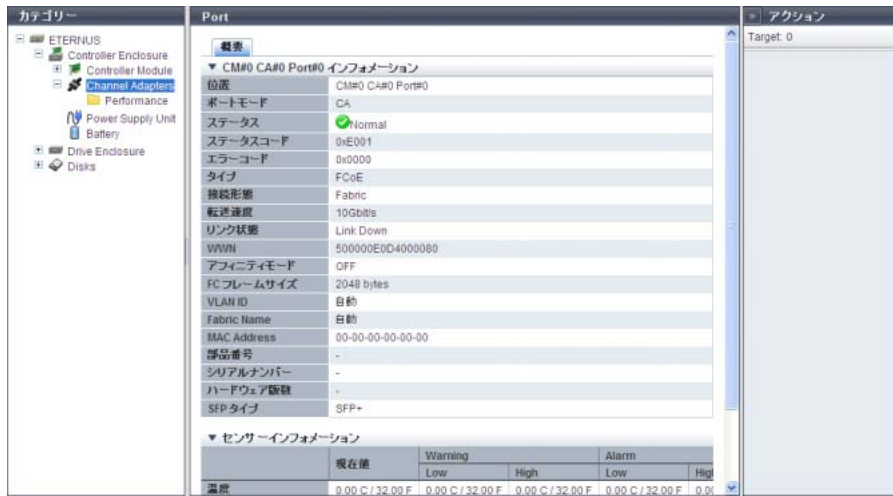 カテゴリー
ETERNUS
Controller Enclosure
Controller Module
Channel Adapters
Performance
Power Supply Unit
Battery
Drive Enclosure
Disks
Port
概要
▼ CM#0 CA#0 Port#0 インフォメーション
位置 CM#0 CA#0 Port#0
ポートモード CA
ステータス Normal
ステータスコード 0xE001
エラーコード 0x0000
タイプ FCoE
接続形態 Fabric
転送速度 10Gbit/s
リンク状態 Link Down
WWN 500000E0D4000080
アフィニティモード OFF
FCフレームサイズ 2048 bytes
VLAN ID 自動
Fabric Name 自動
MAC Address 00-00-00-00-00-00
部品番号 -
シリアルナンバー -
ハードウェア版数 -
SFP タイプ SFP+
▼ センサーインフォメーション
現在値 Warning Alarm
Low High Low High
温度 0.00 C / 32.00 F 0.00 C / 32.00 F 0.00 C / 32.00 F 0.00 C / 32.00 F
» アクション
Target: 0